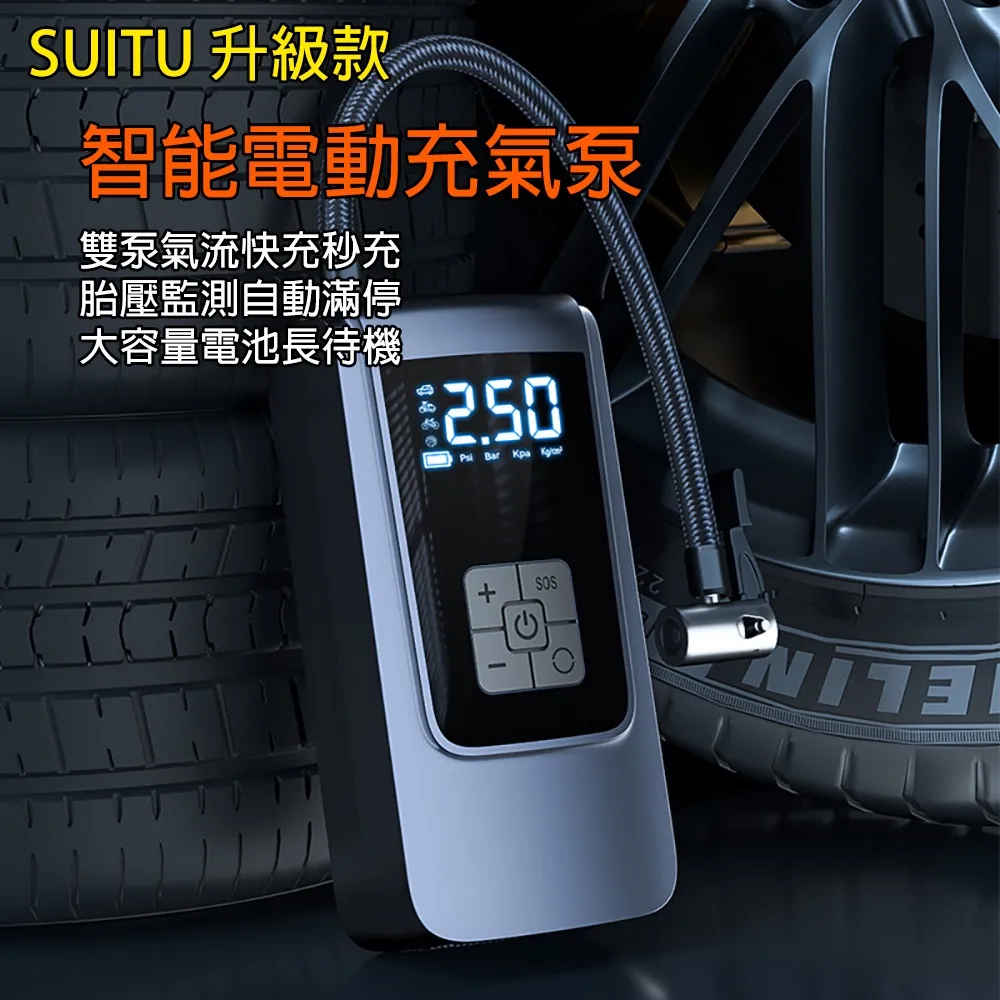 SUITU 升級款
智能電動充氣泵
雙泵氣流快充秒充
胎壓監測自動滿停
大容量電池長待機
2.50
Psi Bar Kpa Kg/cm²
+ SOS
−